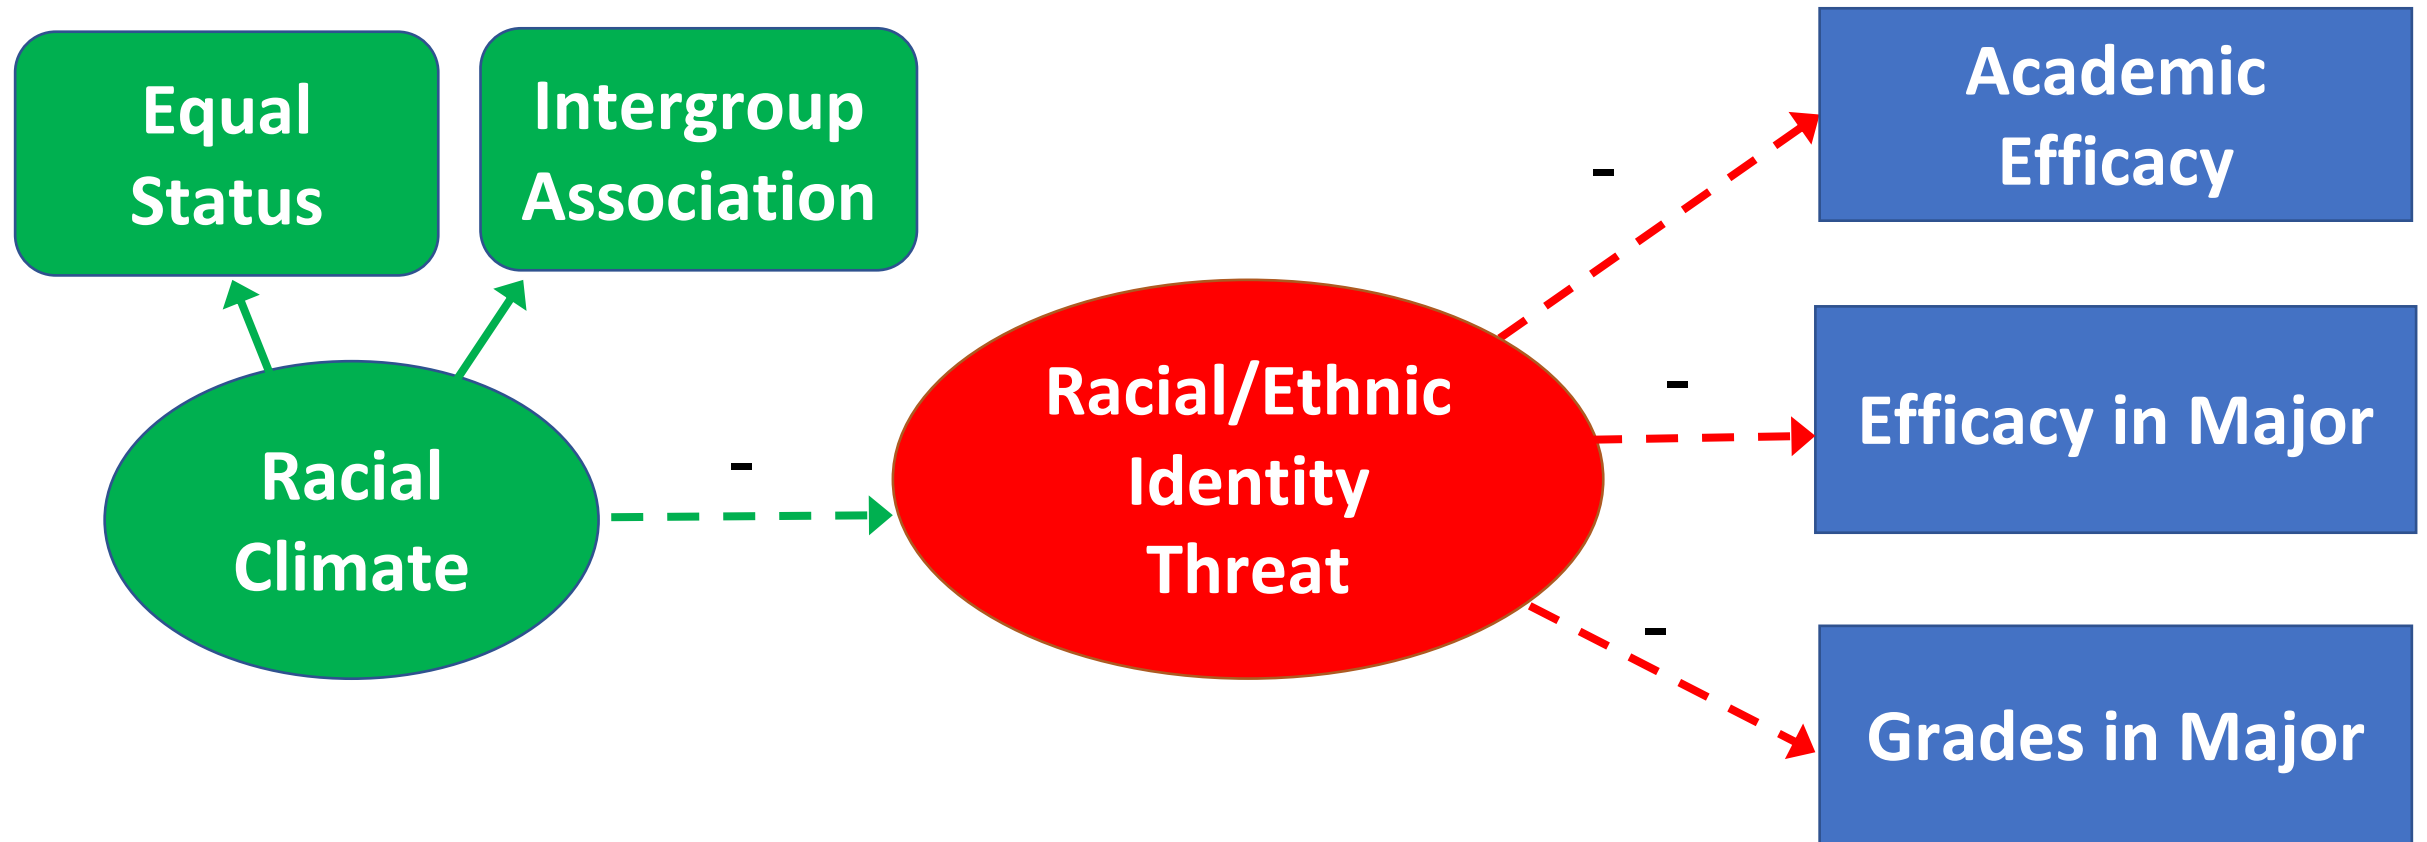 Equal
Status
Intergroup
Association
Racial
Climate
-
Racial/Ethnic
Identity
Threat
-
Academic
Efficacy
-
Efficacy in Major
-
Grades in Major